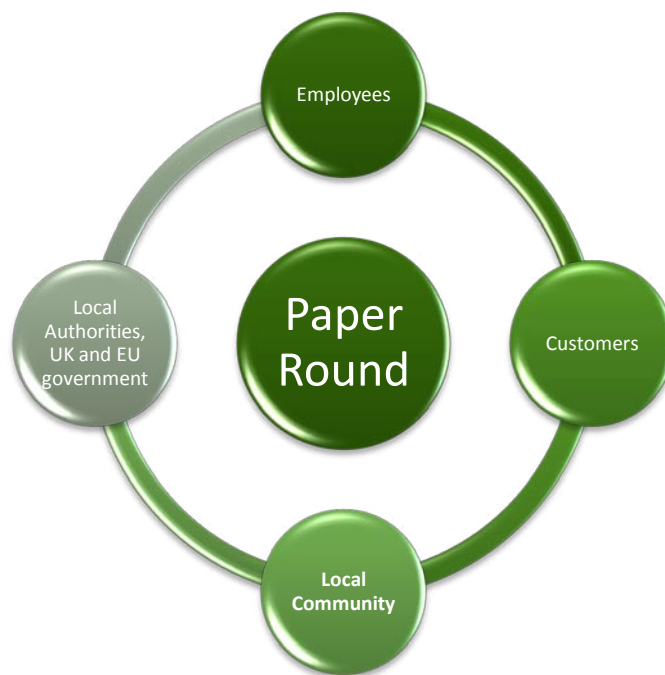 Employees
Local
Authorities,
UK and EU
government
Paper
Round
Customers
Local
Community